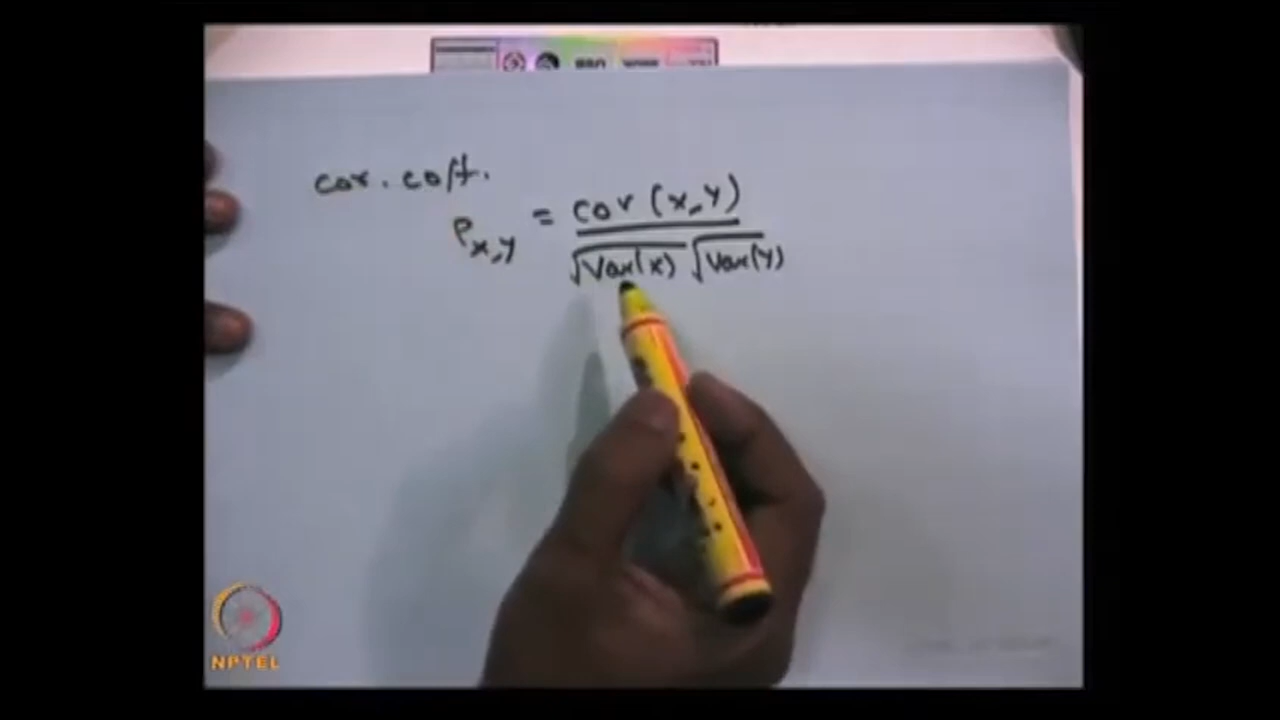 cor. coff.
ρx,y = cov (x,y)
√Var(x) √Var(y)
NPTEL